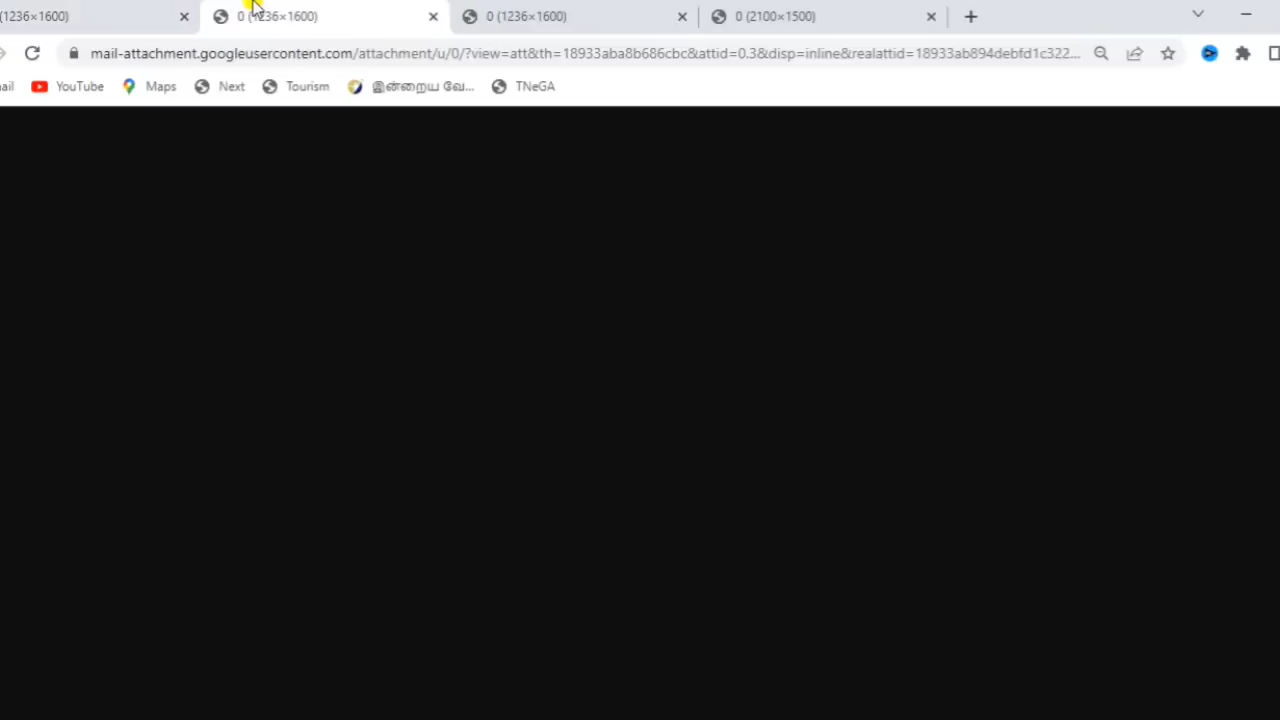 (1236×1600) 0 (1236×1600) 0 (1236×1600) 0 (2100×1500)
mail-attachment.googleusercontent.com/attachment/u/0/?view=att&th=18933aba8b686cbc&attid=0.3&disp=inline&realattid=18933ab894debfd1c322...
ail YouTube Maps Next Tourism இன்றைய வே... TNeGA